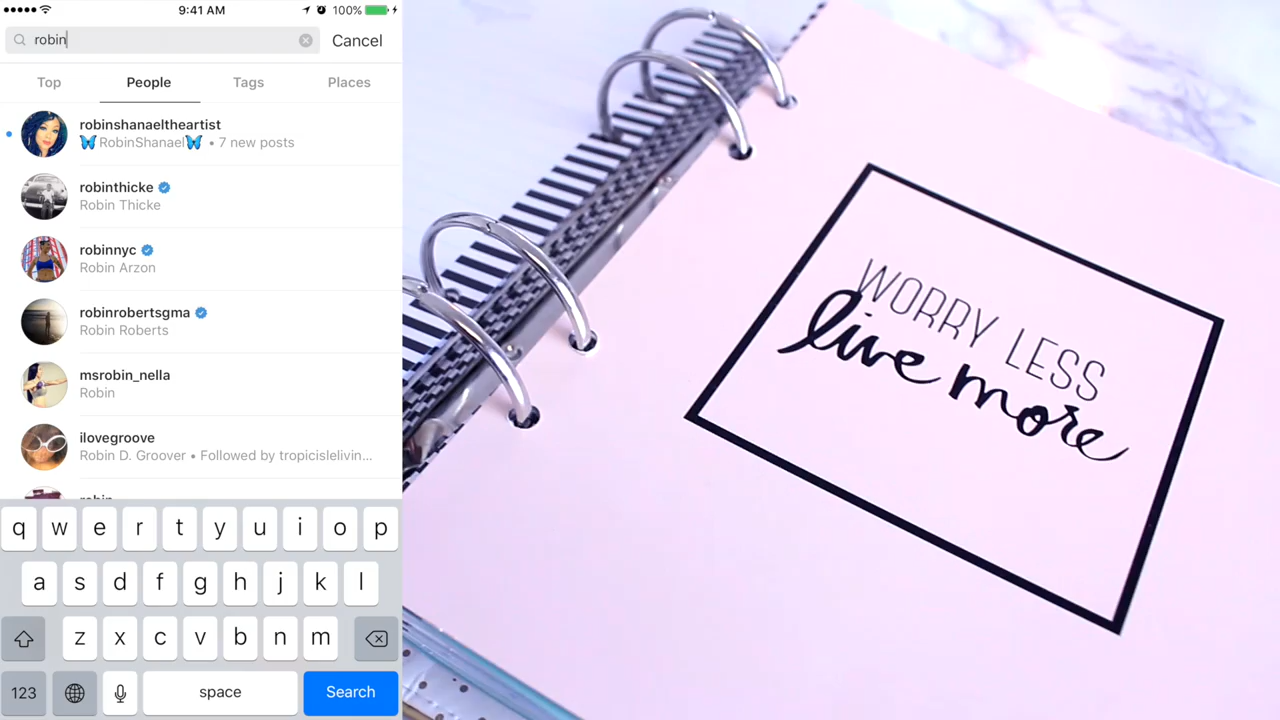 9:41 AM
100%
robin
Cancel
Top People Tags Places
robinshanaeltheartist
🦋RobinShanael🦋 • 7 new posts
robinthicke
Robin Thicke
robinnyc
Robin Arzon
robinrobertsgma
Robin Roberts
msrobin_nella
Robin
ilovegroove
Robin D. Groover • Followed by tropicislelivin...
robin
q w e r t y u i o p
a s d f g h j k l
z x c v b n m
123 space Search
WORRY LESS
live more